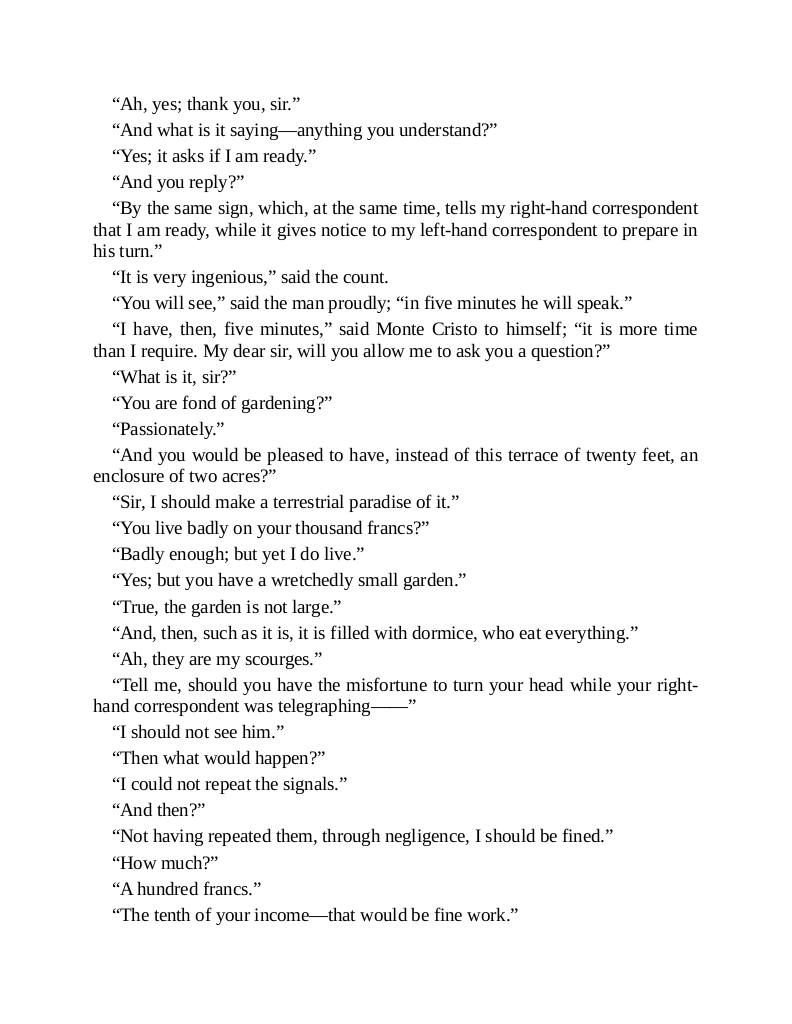 “Ah, yes; thank you, sir.”
“And what is it saying—anything you understand?”
“Yes; it asks if I am ready.”
“And you reply?”
“By the same sign, which, at the same time, tells my right-hand correspondent
that I am ready, while it gives notice to my left-hand correspondent to prepare in
his turn.”
“It is very ingenious,” said the count.
“You will see,” said the man proudly; “in five minutes he will speak.”
“I have, then, five minutes,” said Monte Cristo to himself; “it is more time
than I require. My dear sir, will you allow me to ask you a question?”
“What is it, sir?”
“You are fond of gardening?”
“Passionately.”
“And you would be pleased to have, instead of this terrace of twenty feet, an
enclosure of two acres?”
“Sir, I should make a terrestrial paradise of it.”
“You live badly on your thousand francs?”
“Badly enough; but yet I do live.”
“Yes; but you have a wretchedly small garden.”
“True, the garden is not large.”
“And, then, such as it is, it is filled with dormice, who eat everything.”
“Ah, they are my scourges.”
“Tell me, should you have the misfortune to turn your head while your right-
hand correspondent was telegraphing——”
“I should not see him.”
“Then what would happen?”
“I could not repeat the signals.”
“And then?”
“Not having repeated them, through negligence, I should be fined.”
“How much?”
“A hundred francs.”
“The tenth of your income—that would be fine work.”